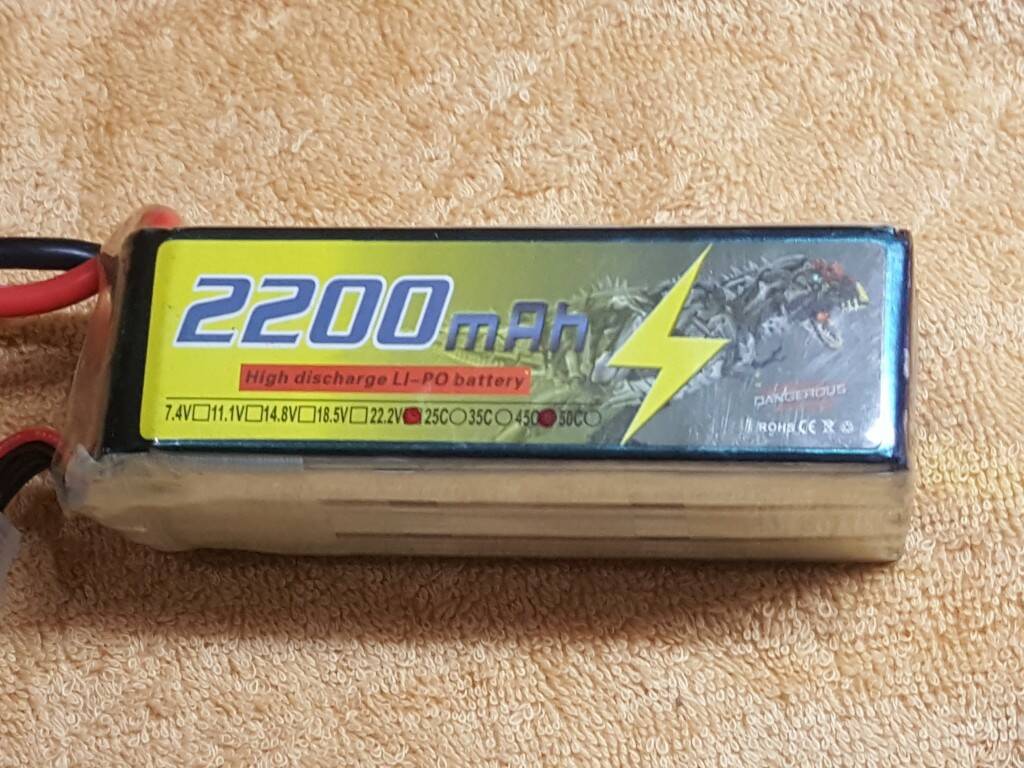 2200mAh
High discharge LI-PO battery
7.4V 11.1V 14.8V 18.5V 22.2V 25C 35C 45C 50C
DANGEROUS
ROHS CE